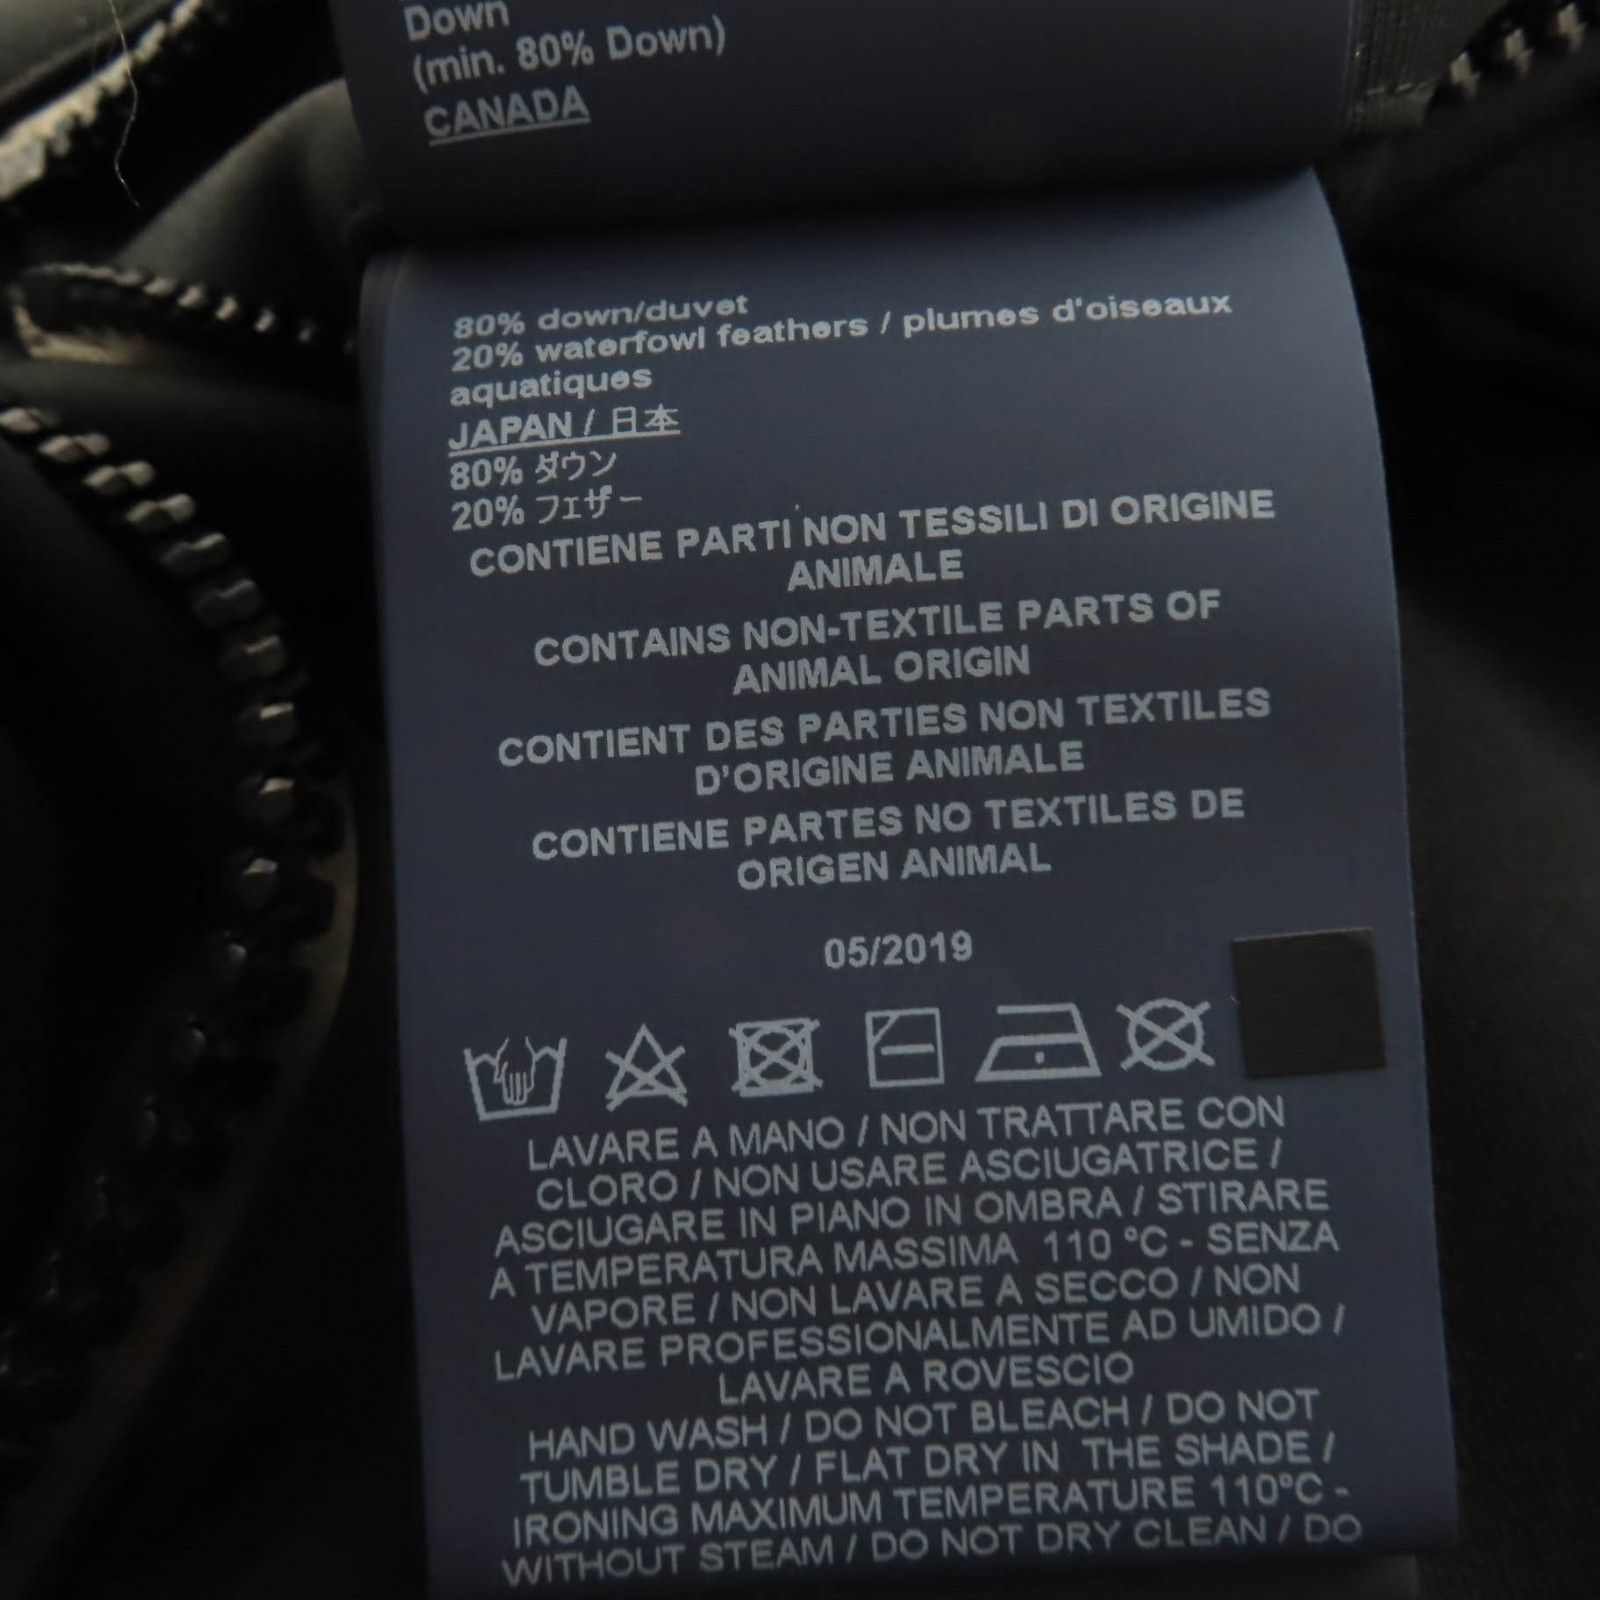 Down
(min. 80% Down)
CANADA
80% down/duvet
20% waterfowl feathers / plumes d'oiseaux
aquatiques
JAPAN / 日本
80% ダウン
20% フェザー
CONTIENE PARTI NON TESSILI DI ORIGINE
ANIMALE
CONTAINS NON-TEXTILE PARTS OF
ANIMAL ORIGIN
CONTIENT DES PARTIES NON TEXTILES
D'ORIGINE ANIMALE
CONTIENE PARTES NO TEXTILES DE
ORIGEN ANIMAL
05/2019
LAVARE A MANO / NON TRATTARE CON
CLORO / NON USARE ASCIUGATRICE /
ASCIUGARE IN PIANO IN OMBRA / STIRARE
A TEMPERATURA MASSIMA 110 °C - SENZA
VAPORE / NON LAVARE A SECCO / NON
LAVARE PROFESSIONALMENTE AD UMIDO /
LAVARE A ROVESCIO
HAND WASH / DO NOT BLEACH / DO NOT
TUMBLE DRY / FLAT DRY IN THE SHADE /
IRONING MAXIMUM TEMPERATURE 110°C -
WITHOUT STEAM / DO NOT DRY CLEAN / DO